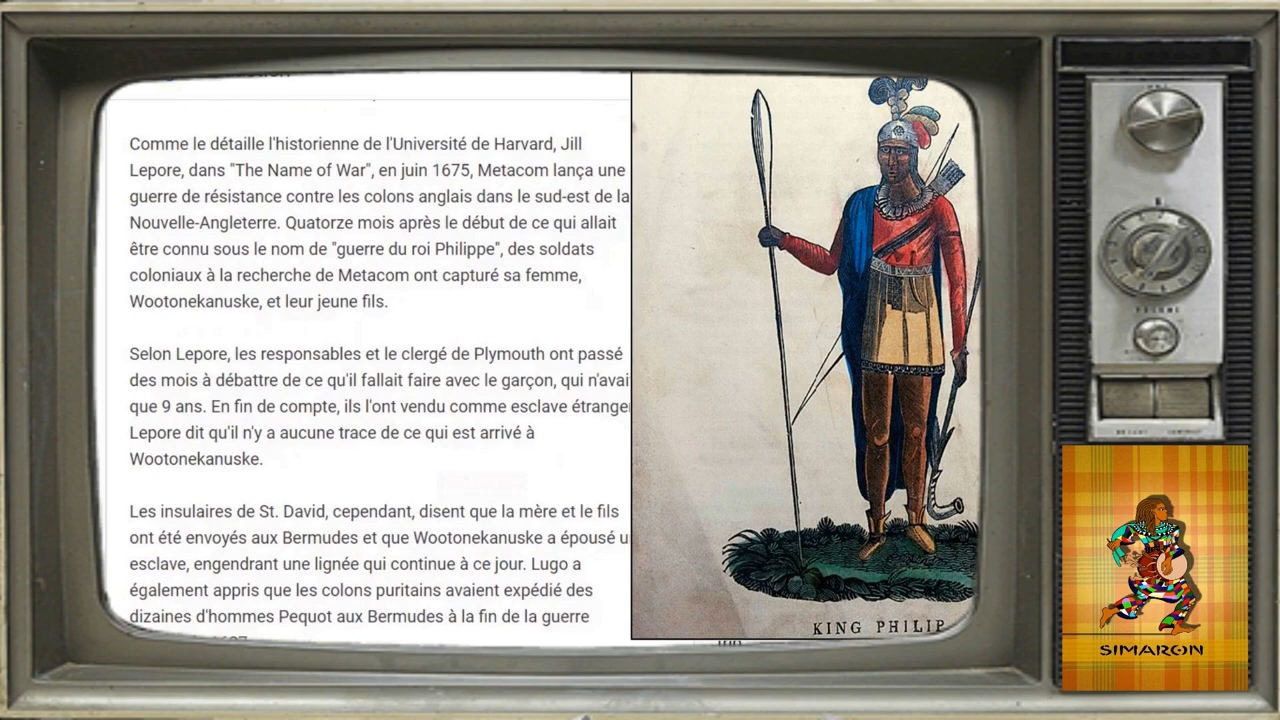 Comme le détaille l'historienne de l'Université de Harvard, Jill
Lepore, dans "The Name of War", en juin 1675, Metacom lança une
guerre de résistance contre les colons anglais dans le sud-est de la
Nouvelle-Angleterre. Quatorze mois après le début de ce qui allait
être connu sous le nom de "guerre du roi Philippe", des soldats
coloniaux à la recherche de Metacom ont capturé sa femme,
Wootonekanuske, et leur jeune fils.
Selon Lepore, les responsables et le clergé de Plymouth ont passé
des mois à débattre de ce qu'il fallait faire avec le garçon, qui n'avai
que 9 ans. En fin de compte, ils l'ont vendu comme esclave étranger
Lepore dit qu'il n'y a aucune trace de ce qui est arrivé à
Wootonekanuske.
Les insulaires de St. David, cependant, disent que la mère et le fils
ont été envoyés aux Bermudes et que Wootonekanuske a épousé u
esclave, engendrant une lignée qui continue à ce jour. Lugo a
également appris que les colons puritains avaient expédié des
dizaines d'hommes Pequot aux Bermudes à la fin de la guerre
KING PHILIP
VOLUME
SIMARON